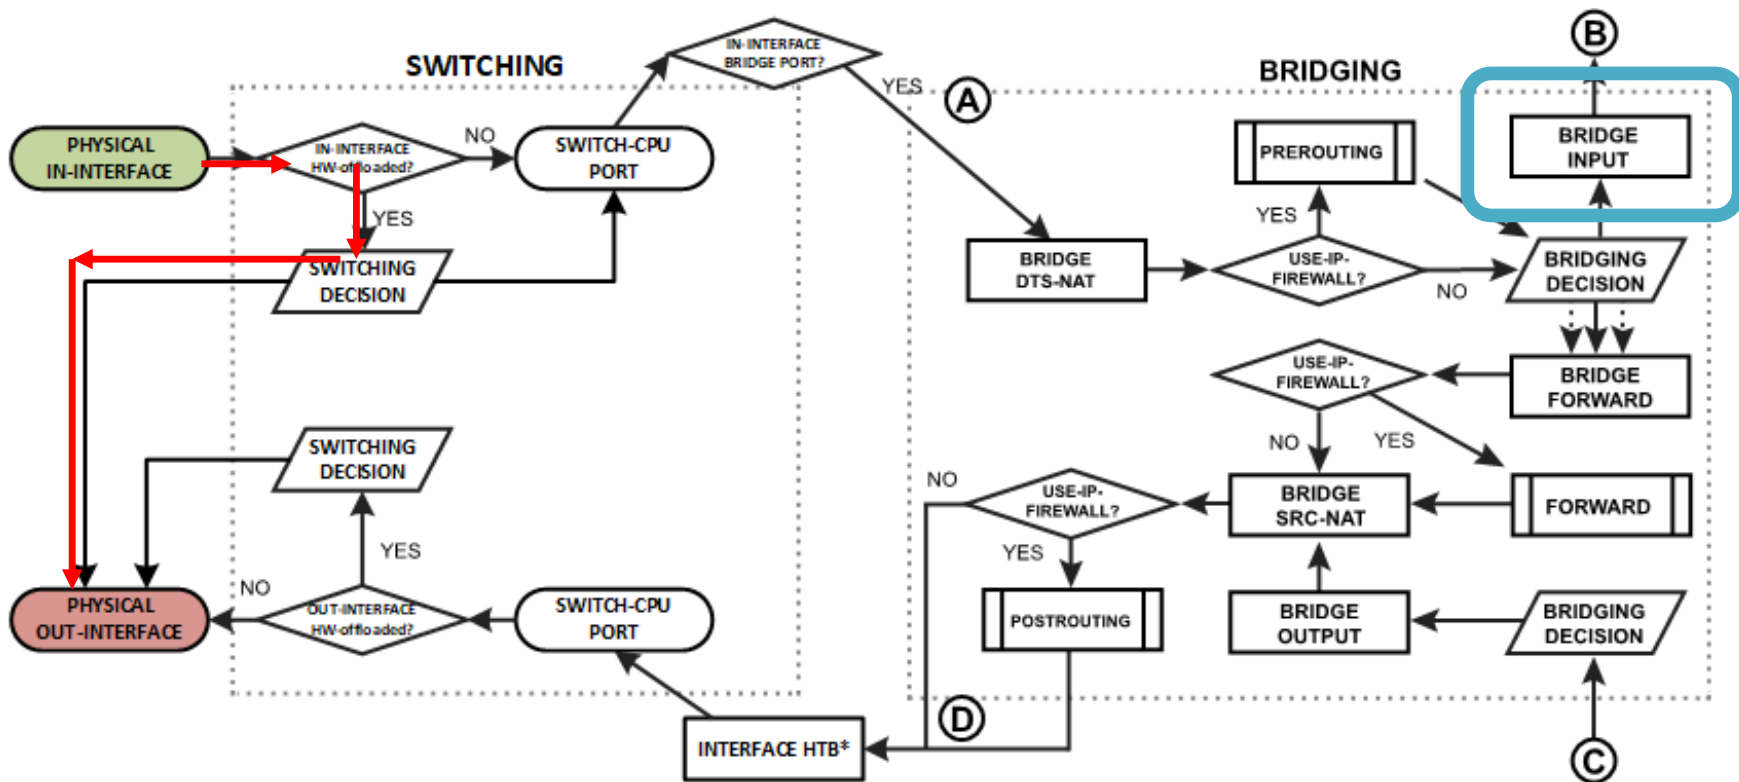 SWITCHING
IN-INTERFACE
BRIDGE PORT?
YES
BRIDGING
A
B
PHYSICAL
IN-INTERFACE
IN-INTERFACE
HW-offloaded?
NO
YES
SWITCH-CPU
PORT
SWITCHING
DECISION
PREROUTING
YES
BRIDGE
INPUT
BRIDGE
DTS-NAT
USE-IP-
FIREWALL?
NO
BRIDGING
DECISION
USE-IP-
FIREWALL?
NO
YES
BRIDGE
FORWARD
SWITCHING
DECISION
YES
NO
USE-IP-
FIREWALL?
YES
NO
BRIDGE
SRC-NAT
FORWARD
PHYSICAL
OUT-INTERFACE
OUT-INTERFACE
HW-offloaded?
SWITCH-CPU
PORT
POSTROUTING
BRIDGE
OUTPUT
BRIDGING
DECISION
INTERFACE HTB*
D
C